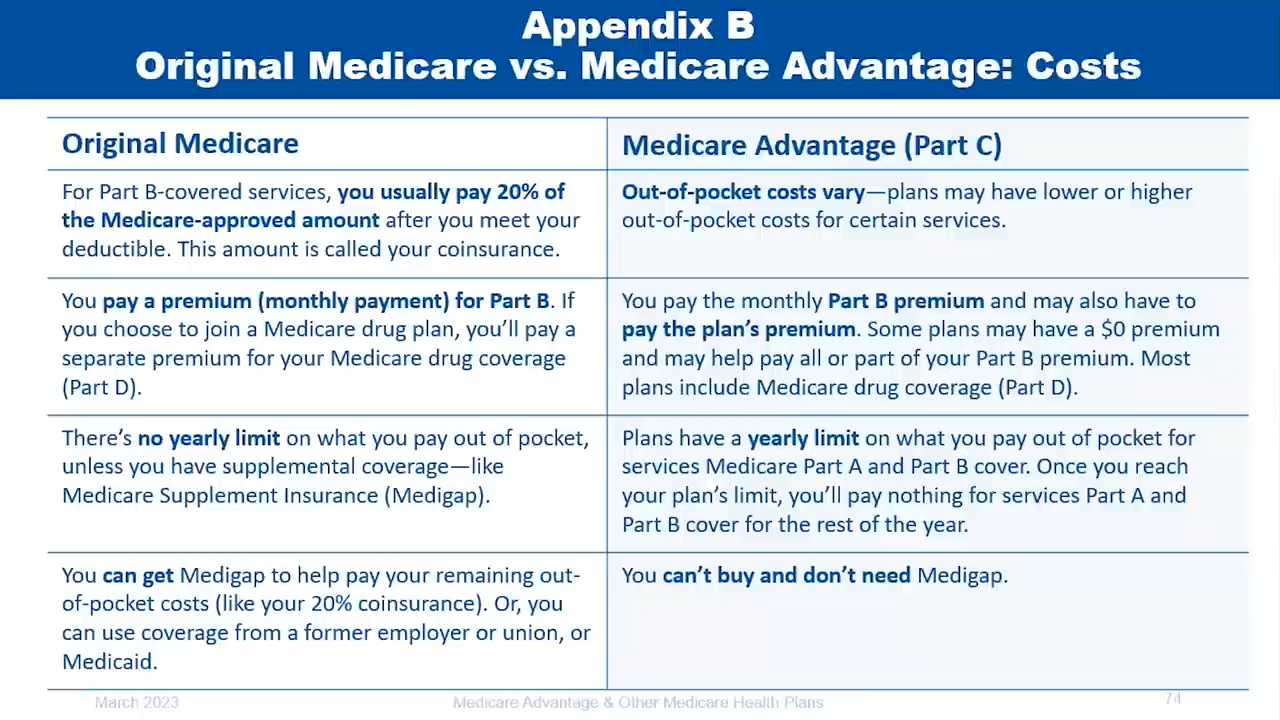 Appendix B
Original Medicare vs. Medicare Advantage: Costs
Original Medicare
Medicare Advantage (Part C)
For Part B-covered services, you usually pay 20% of
the Medicare-approved amount after you meet your
deductible. This amount is called your coinsurance.
Out-of-pocket costs vary—plans may have lower or higher
out-of-pocket costs for certain services.
You pay a premium (monthly payment) for Part B. If
you choose to join a Medicare drug plan, you’ll pay a
separate premium for your Medicare drug coverage
(Part D).
You pay the monthly Part B premium and may also have to
pay the plan’s premium. Some plans may have a $0 premium
and may help pay all or part of your Part B premium. Most
plans include Medicare drug coverage (Part D).
There’s no yearly limit on what you pay out of pocket,
unless you have supplemental coverage—like
Medicare Supplement Insurance (Medigap).
Plans have a yearly limit on what you pay out of pocket for
services Medicare Part A and Part B cover. Once you reach
your plan’s limit, you’ll pay nothing for services Part A and
Part B cover for the rest of the year.
You can get Medigap to help pay your remaining out-
of-pocket costs (like your 20% coinsurance). Or, you
can use coverage from a former employer or union, or
Medicaid.
You can’t buy and don’t need Medigap.
March 2023
Medicare Advantage & Other Medicare Health Plans
74